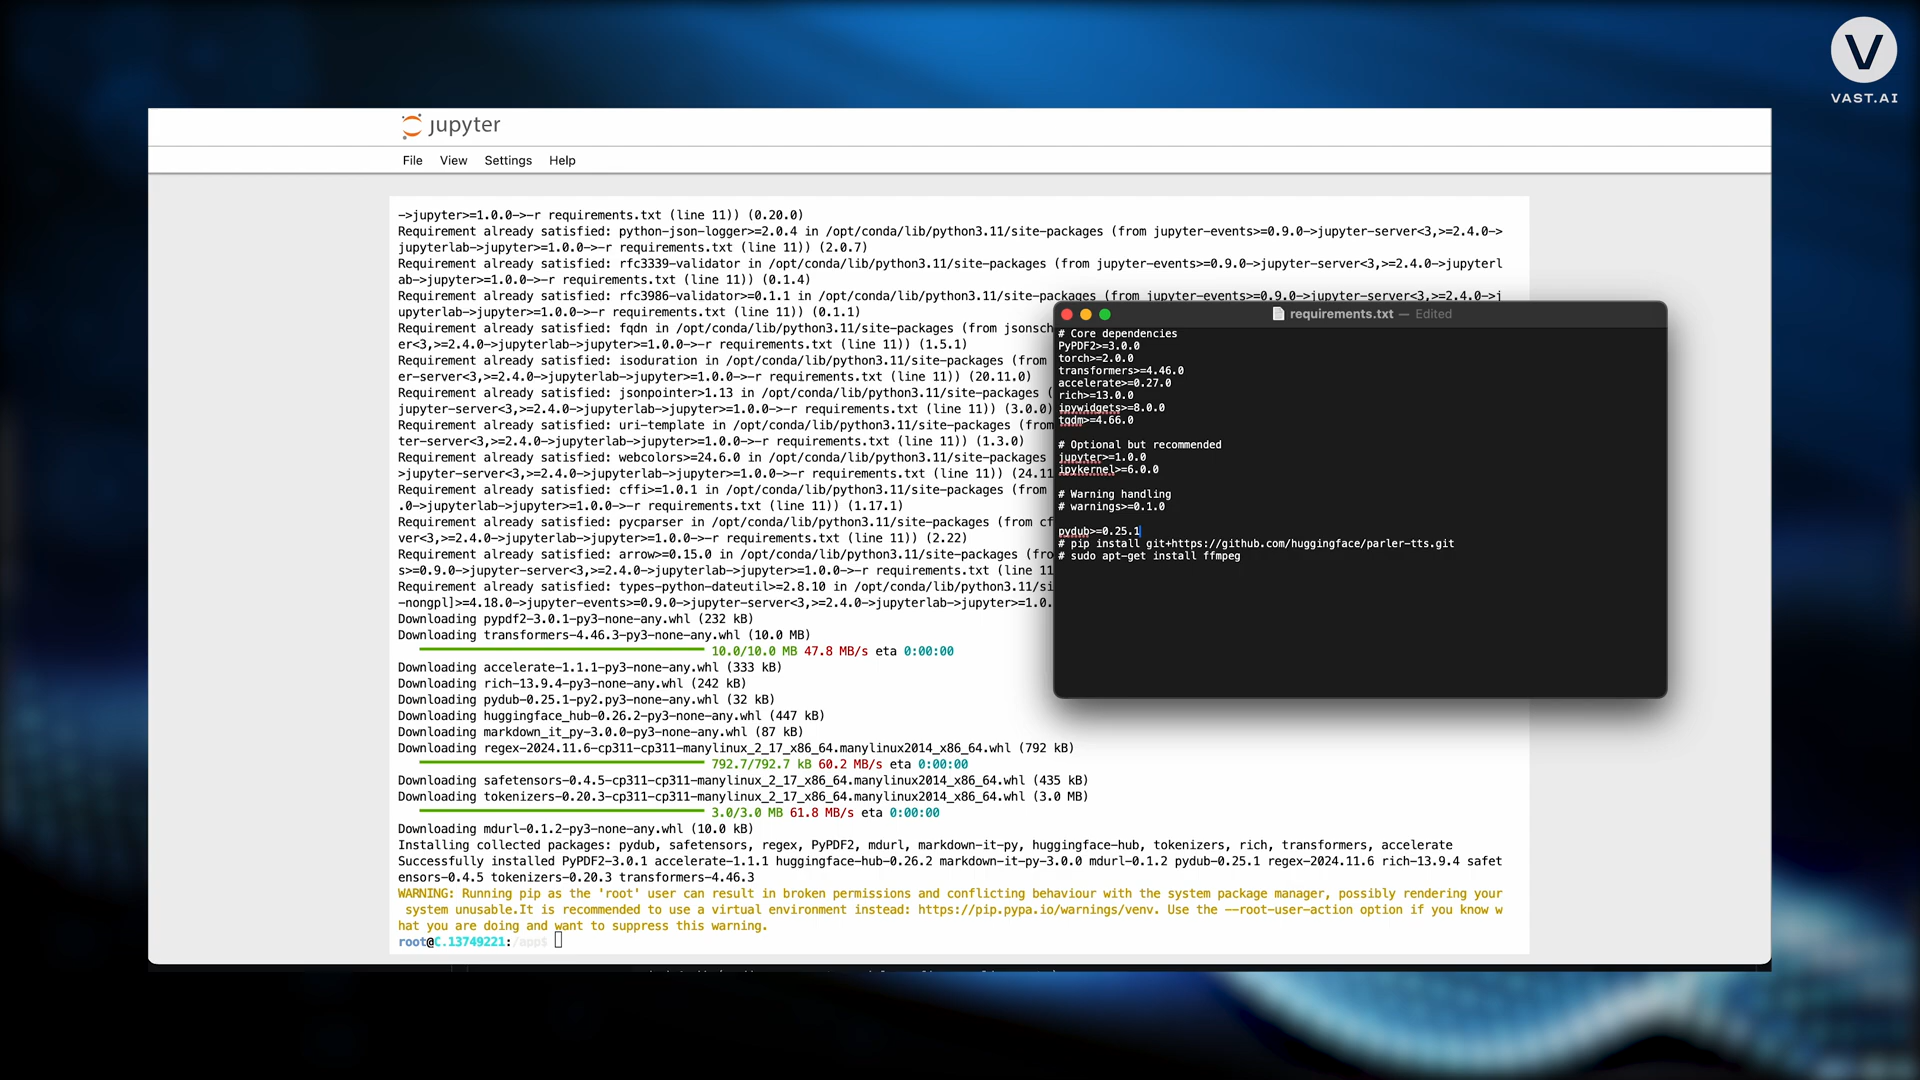 V
VAST.AI
jupyter
File View Settings Help
->jupyter>=1.0.0->-r requirements.txt (line 11)) (0.20.0)
Requirement already satisfied: python-json-logger>=2.0.4 in /opt/conda/lib/python3.11/site-packages (from jupyter-events>=0.9.0->jupyter-server<3,>=2.4.0->
jupyterlab->jupyter>=1.0.0->-r requirements.txt (line 11)) (2.0.7)
Requirement already satisfied: rfc3339-validator in /opt/conda/lib/python3.11/site-packages (from jupyter-events>=0.9.0->jupyter-server<3,>=2.4.0->jupyterl
ab->jupyter>=1.0.0->-r requirements.txt (line 11)) (0.1.4)
Requirement already satisfied: rfc3986-validator>=0.1.1 in /opt/conda/lib/python3.11/site-packages (from jupyter-events>=0.9.0->jupyter-server<3,>=2.4.0->j
upyterlab->jupyter>=1.0.0->-r requirements.txt (line 11)) (0.1.1)
Requirement already satisfied: fqdn in /opt/conda/lib/python3.11/site-packages (from jsonsch
er<3,>=2.4.0->jupyterlab->jupyter>=1.0.0->-r requirements.txt (line 11)) (1.5.1)
Requirement already satisfied: isoduration in /opt/conda/lib/python3.11/site-packages (from
er-server<3,>=2.4.0->jupyterlab->jupyter>=1.0.0->-r requirements.txt (line 11)) (20.11.0)
Requirement already satisfied: jsonpointer>1.13 in /opt/conda/lib/python3.11/site-packages (
jupyter-server<3,>=2.4.0->jupyterlab->jupyter>=1.0.0->-r requirements.txt (line 11)) (3.0.0)
Requirement already satisfied: uri-template in /opt/conda/lib/python3.11/site-packages (from
ter-server<3,>=2.4.0->jupyterlab->jupyter>=1.0.0->-r requirements.txt (line 11)) (1.3.0)
Requirement already satisfied: webcolors>=24.6.0 in /opt/conda/lib/python3.11/site-packages
>jupyter-server<3,>=2.4.0->jupyterlab->jupyter>=1.0.0->-r requirements.txt (line 11)) (24.11
Requirement already satisfied: cffi>=1.0.1 in /opt/conda/lib/python3.11/site-packages (from
.0->jupyterlab->jupyter>=1.0.0->-r requirements.txt (line 11)) (1.17.1)
Requirement already satisfied: pycparser in /opt/conda/lib/python3.11/site-packages (from cf
ver<3,>=2.4.0->jupyterlab->jupyter>=1.0.0->-r requirements.txt (line 11)) (2.22)
Requirement already satisfied: arrow>=0.15.0 in /opt/conda/lib/python3.11/site-packages (fro
s>=0.9.0->jupyter-server<3,>=2.4.0->jupyterlab->jupyter>=1.0.0->-r requirements.txt (line 11
Requirement already satisfied: types-python-dateutil>=2.8.10 in /opt/conda/lib/python3.11/si
-nongpl]>=4.18.0->jupyter-events>=0.9.0->jupyter-server<3,>=2.4.0->jupyterlab->jupyter>=1.0.
Downloading pypdf2-3.0.1-py3-none-any.whl (232 kB)
Downloading transformers-4.46.3-py3-none-any.whl (10.0 MB)
10.0/10.0 MB 47.8 MB/s eta 0:00:00
Downloading accelerate-1.1.1-py3-none-any.whl (333 kB)
Downloading rich-13.9.4-py3-none-any.whl (242 kB)
Downloading pydub-0.25.1-py2.py3-none-any.whl (32 kB)
Downloading huggingface_hub-0.26.2-py3-none-any.whl (447 kB)
Downloading markdown_it_py-3.0.0-py3-none-any.whl (87 kB)
Downloading regex-2024.11.6-cp311-cp311-manylinux_2_17_x86_64.manylinux2014_x86_64.whl (792 kB)
792.7/792.7 kB 60.2 MB/s eta 0:00:00
Downloading safetensors-0.4.5-cp311-cp311-manylinux_2_17_x86_64.manylinux2014_x86_64.whl (435 kB)
Downloading tokenizers-0.20.3-cp311-cp311-manylinux_2_17_x86_64.manylinux2014_x86_64.whl (3.0 MB)
3.0/3.0 MB 61.8 MB/s eta 0:00:00
Downloading mdurl-0.1.2-py3-none-any.whl (10.0 kB)
Installing collected packages: pydub, safetensors, regex, PyPDF2, mdurl, markdown-it-py, huggingface-hub, tokenizers, rich, transformers, accelerate
Successfully installed PyPDF2-3.0.1 accelerate-1.1.1 huggingface-hub-0.26.2 markdown-it-py-3.0.0 mdurl-0.1.2 pydub-0.25.1 regex-2024.11.6 rich-13.9.4 safet
ensors-0.4.5 tokenizers-0.20.3 transformers-4.46.3
WARNING: Running pip as the 'root' user can result in broken permissions and conflicting behaviour with the system package manager, possibly rendering your
system unusable.It is recommended to use a virtual environment instead: https://pip.pypa.io/warnings/venv. Use the --root-user-action option if you know w
hat you are doing and want to suppress this warning.
root@C.13749221:/app$
requirements.txt — Edited
# Core dependencies
PyPDF2>=3.0.0
torch>=2.0.0
transformers>=4.46.0
accelerate>=0.27.0
rich>=13.0.0
ipywidgets>=8.0.0
tqdm>=4.66.0
# Optional but recommended
jupyter>=1.0.0
ipykernel>=6.0.0
# Warning handling
# warnings>=0.1.0
pydub>=0.25.1
# pip install git+https://github.com/huggingface/parler-tts.git
# sudo apt-get install ffmpeg